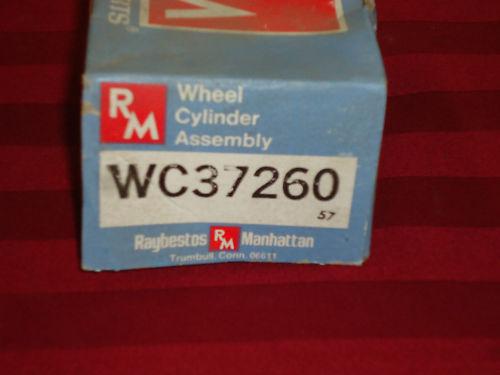 RM
Wheel
Cylinder
Assembly
WC37260
57
Raybestos RM Manhattan
Trumbull, Conn. 06611